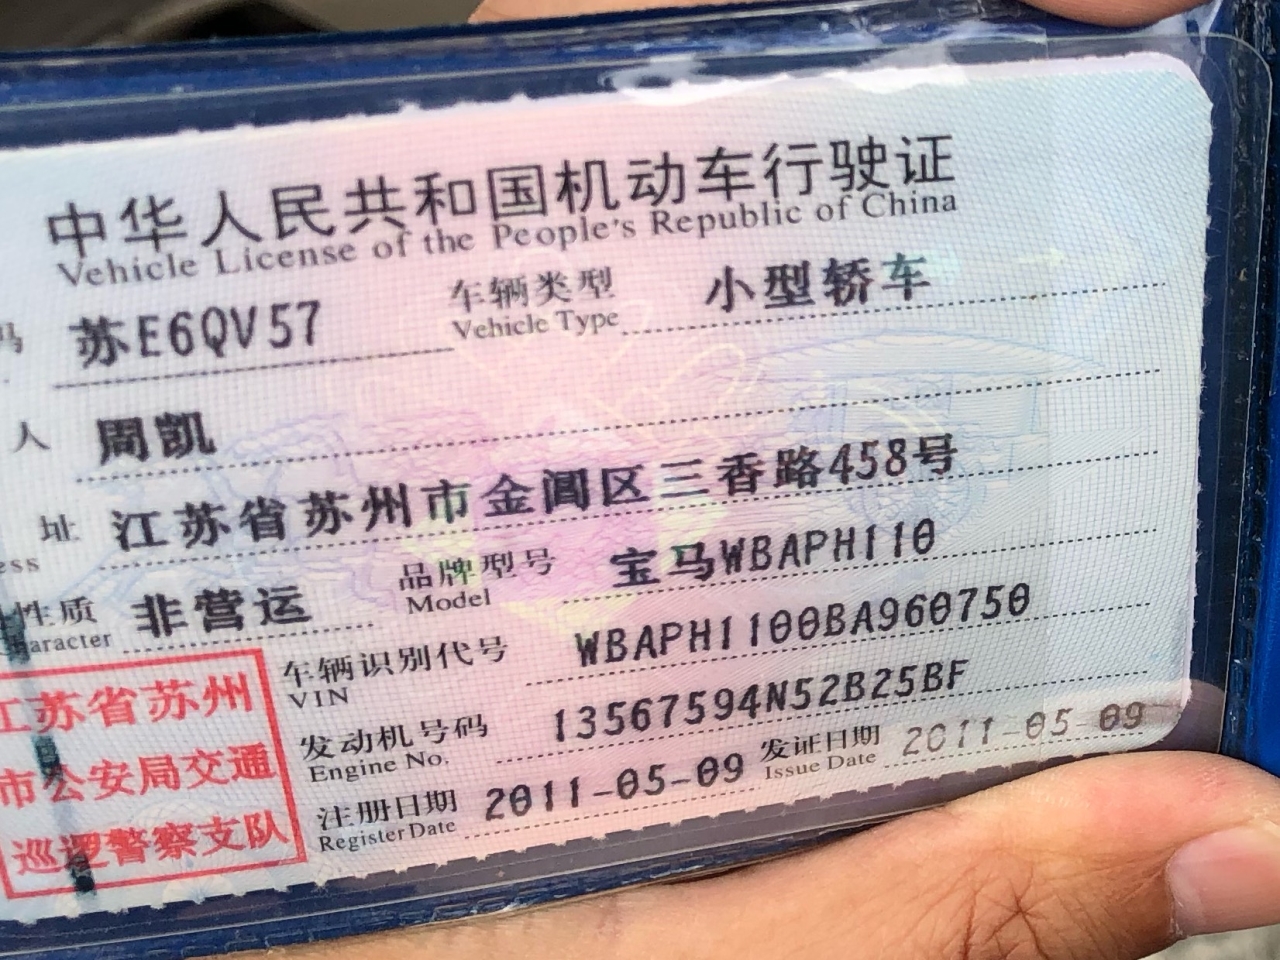 中华人民共和国机动车行驶证
Vehicle License of the People's Republic of China
码 苏E6QV57 车辆类型 小型轿车
Vehicle Type
人 周凯
址 江苏省苏州市金阊区三香路458号
ess
性质 非营运 品牌型号 宝马WBAPH110
aracter Model
车辆识别代号 WBAPH1100BA960750
VIN
发动机号码 13567594N52B25BF
Engine No.
注册日期 2011-05-09 发证日期 2011-05-09
Register Date Issue Date
江苏省苏州
市公安局交通
巡逻警察支队